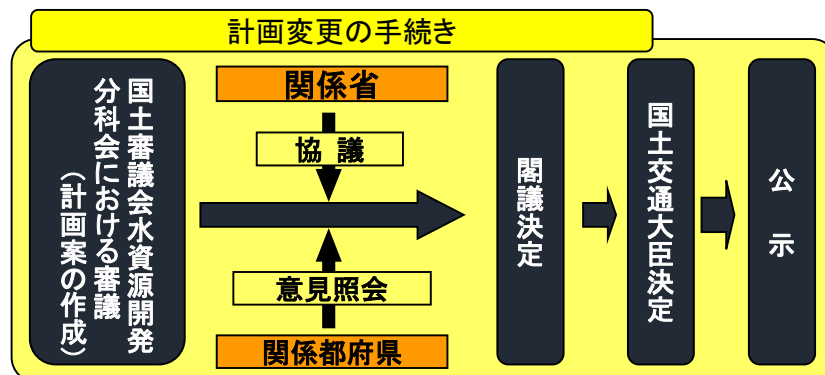 計画変更の手続き
国土審議会水資源開発
分科会における審議
（計画案の作成）
関係省
協 議
意見照会
関係都府県
閣議決定
国土交通大臣決定
公 示